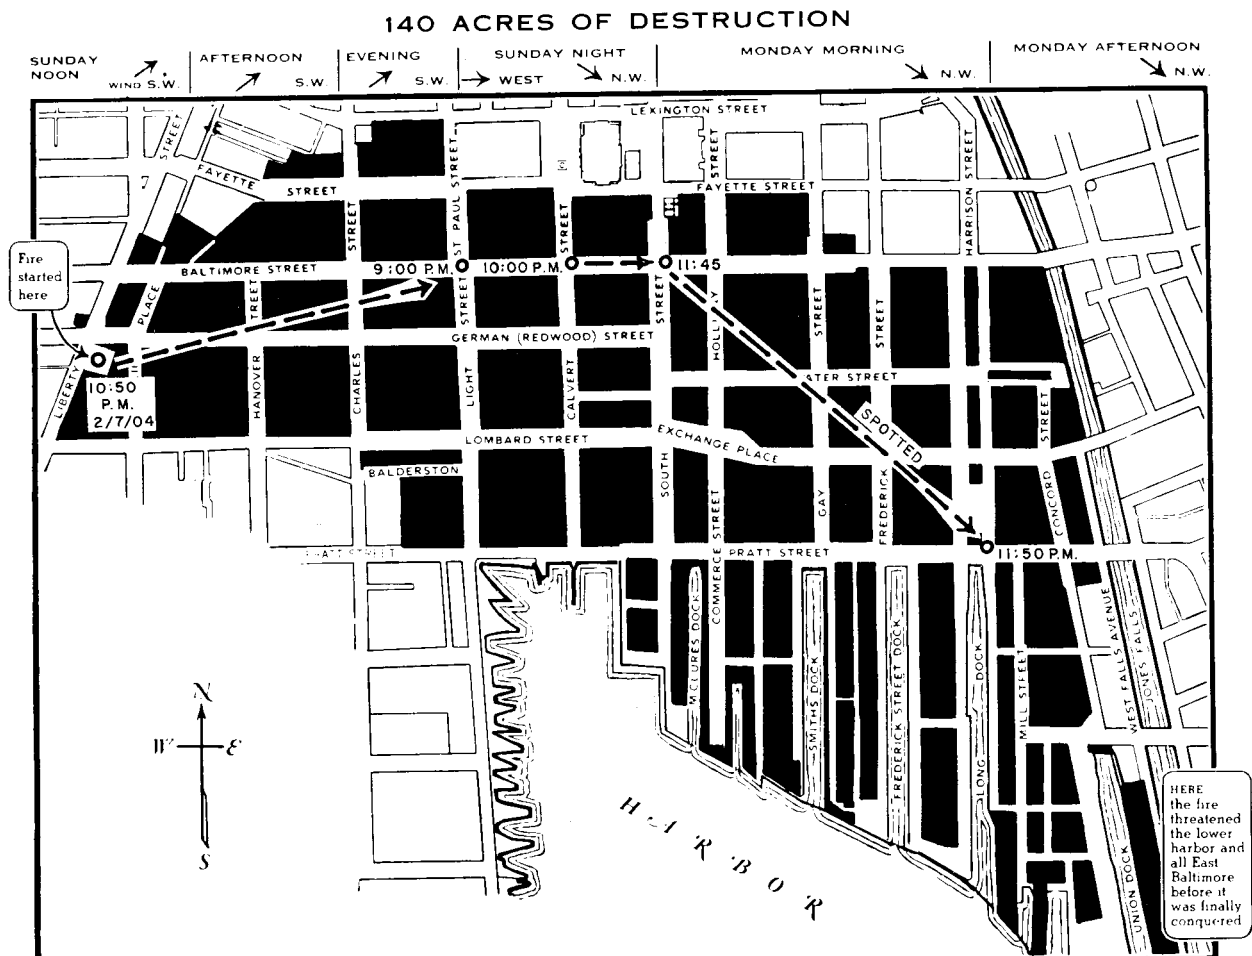 140 ACRES OF DESTRUCTION
SUNDAY
NOON
WIND S.W.
AFTERNOON
S.W.
EVENING
S.W.
SUNDAY NIGHT
WEST
N.W.
MONDAY MORNING
N.W.
MONDAY AFTERNOON
N.W.
LEXINGTON STREET
STREET
FAYETTE
STREET
FAYETTE STREET
STREET
STREET
ST PAUL STREET
STREET
HARRISON STREET
Fire
started
here
BALTIMORE STREET
9:00 P.M.
10:00 P.M.
11:45
PLACE
STREET
STREET
STREET
STREET
STREET
GERMAN (REDWOOD) STREET
LIBERTY
10:50
P.M.
2/7/04
HANOVER
CHARLES
LIGHT
CALVERT
ATER STREET
SPOTTED
STREET
LOMBARD STREET
EXCHANGE PLACE
BALDERSTON
SOUTH
COMMERCE STREET
GAY
FREDERICK
CONCORD
PRATT STREET
11:50 P.M.
MCLURES DOCK
SMITHS DOCK
FREDERICK STREET DOCK
LONG DOCK
MILL STREET
WEST FALLS AVENUE
JONES FALLS
UNION DOCK
N
W E
S
HARBOR
HERE
the fire
threatened
the lower
harbor and
all East
Baltimore
before it
was finally
conquered